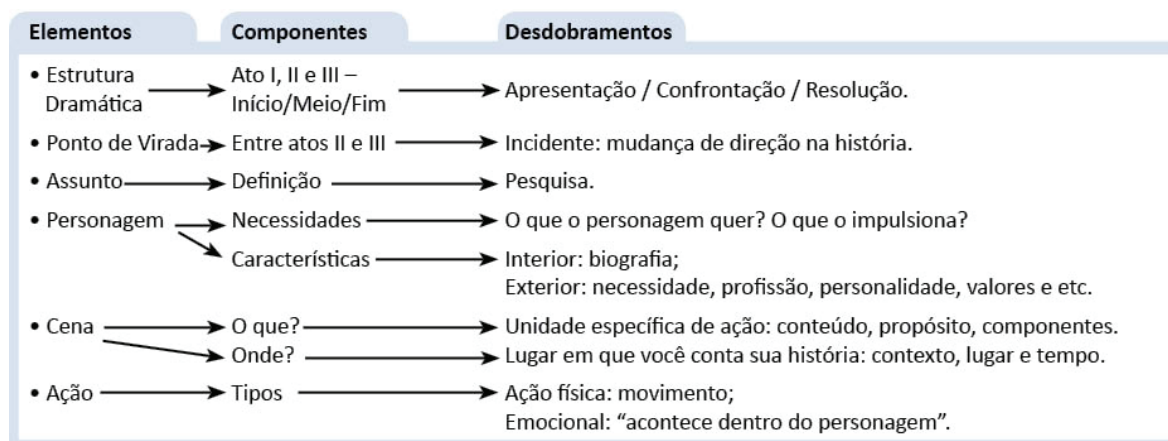 Elementos Componentes Desdobramentos
• Estrutura Dramática Ato I, II e III – Início/Meio/Fim Apresentação / Confrontação / Resolução.
• Ponto de Virada Entre atos II e III Incidente: mudança de direção na história.
• Assunto Definição Pesquisa.
• Personagem Necessidades O que o personagem quer? O que o impulsiona?
Características Interior: biografia;
Exterior: necessidade, profissão, personalidade, valores e etc.
• Cena O que? Unidade específica de ação: conteúdo, propósito, componentes.
Onde? Lugar em que você conta sua história: contexto, lugar e tempo.
• Ação Tipos Ação física: movimento;
Emocional: “acontece dentro do personagem”.